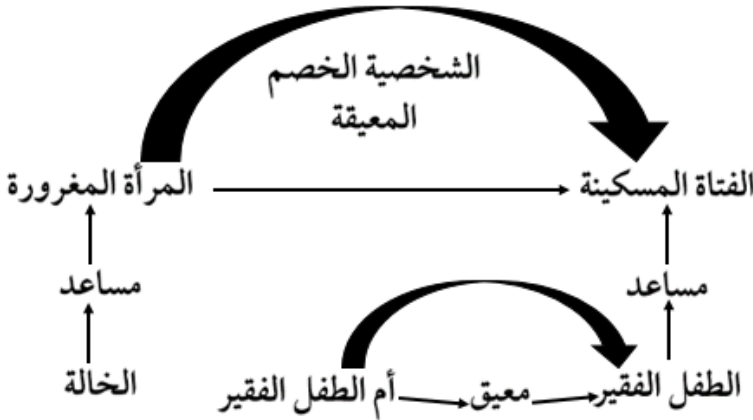 الشخصية الخصم
المعيقة
الفتاة المسكينة
المرأة المغرورة
مساعد
مساعد
الطفل الفقير
معيق
أم الطفل الفقير
الخالة